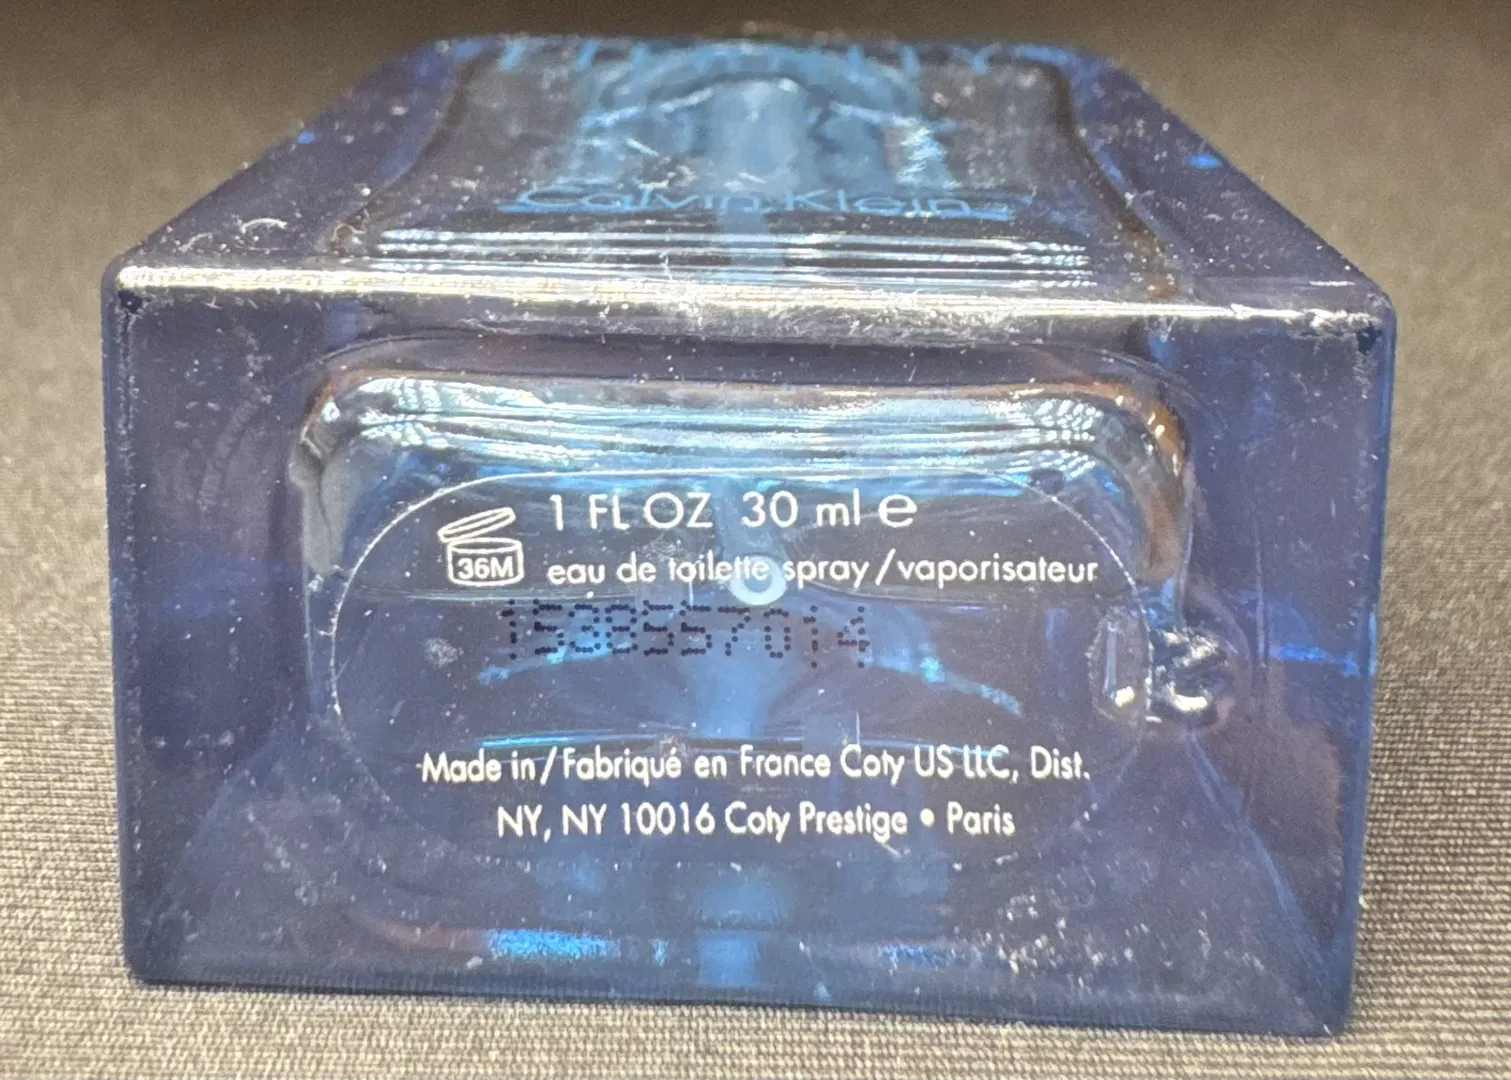 Calvin Klein
1 FL OZ 30 ml e
36M
eau de toilette spray/vaporisateur
Made in/Fabriqué en France Coty US LLC, Dist.
NY, NY 10016 Coty Prestige • Paris